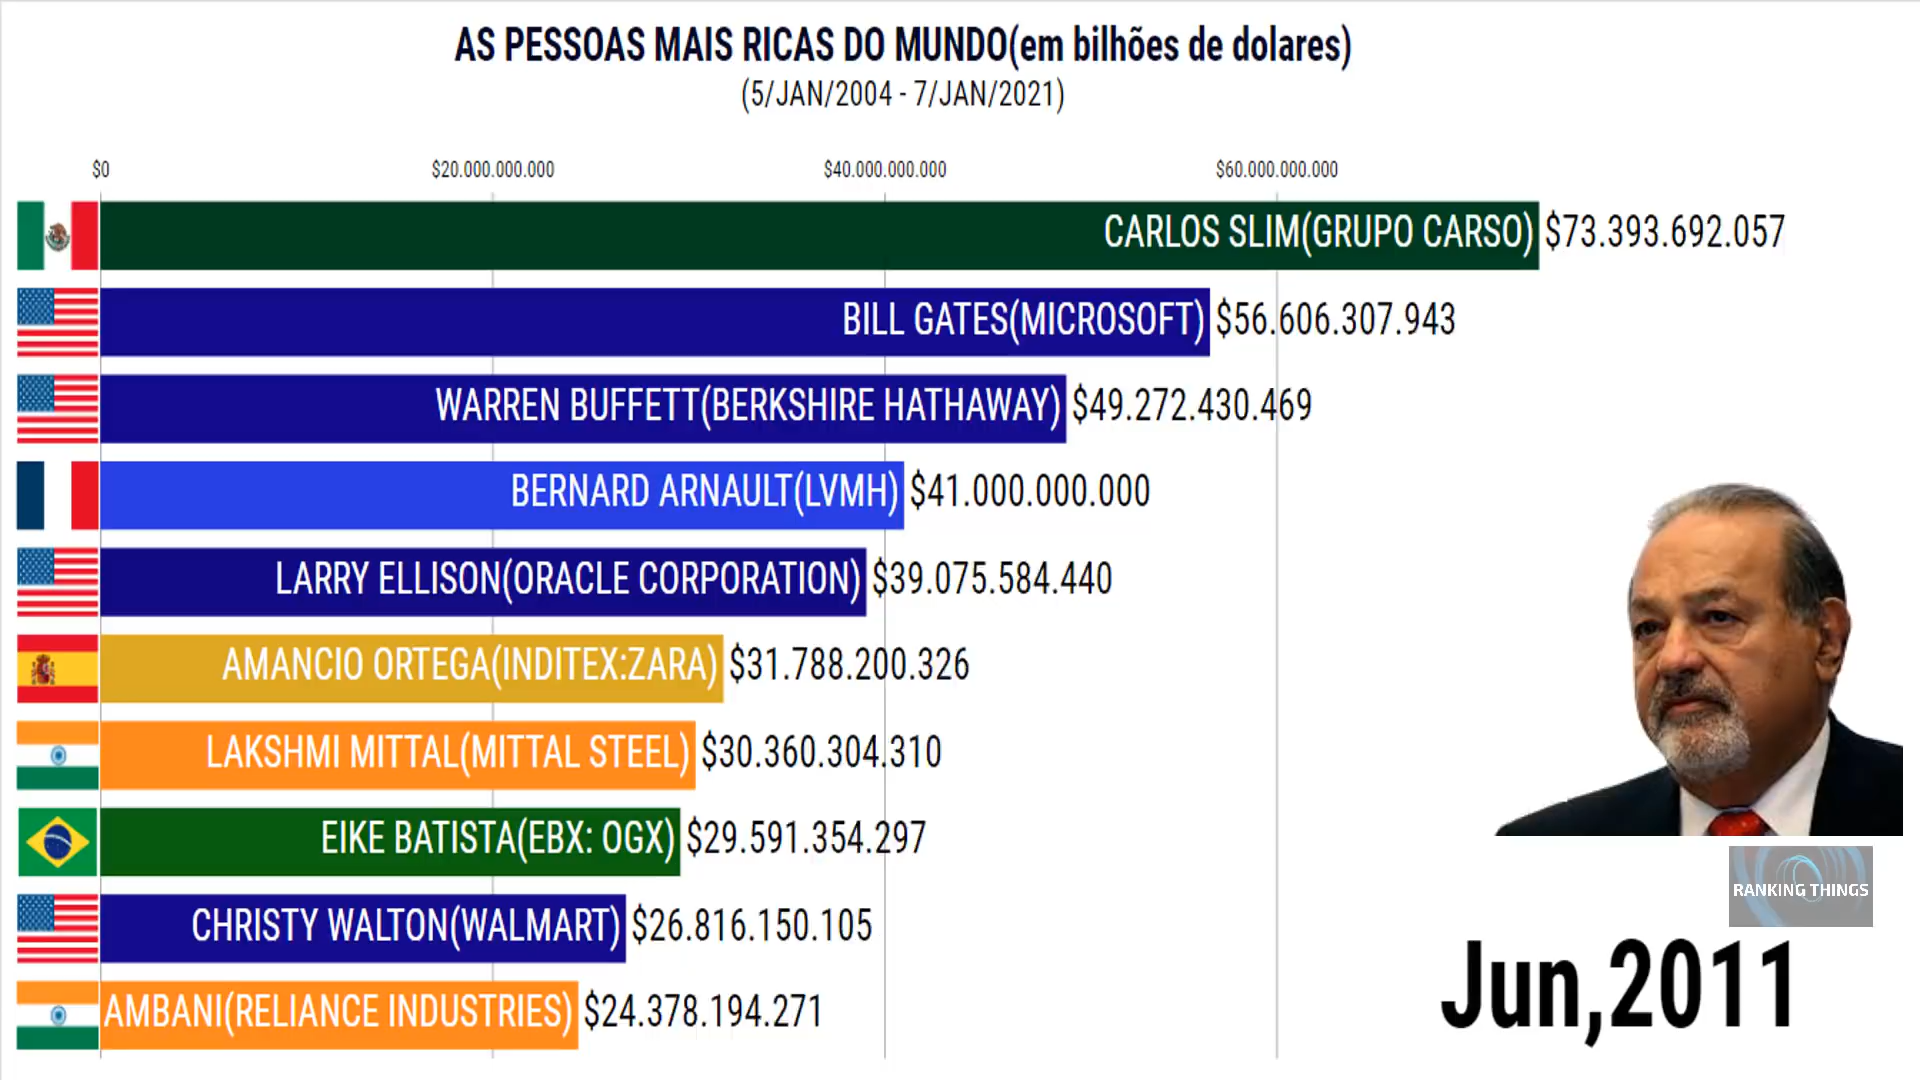 AS PESSOAS MAIS RICAS DO MUNDO(em bilhões de dolares)
(5/JAN/2004 - 7/JAN/2021)
$0 $20.000.000.000 $40.000.000.000 $60.000.000.000
CARLOS SLIM(GRUPO CARSO) $73.393.692.057
BILL GATES(MICROSOFT) $56.606.307.943
WARREN BUFFETT(BERKSHIRE HATHAWAY) $49.272.430.469
BERNARD ARNAULT(LVMH) $41.000.000.000
LARRY ELLISON(ORACLE CORPORATION) $39.075.584.440
AMANCIO ORTEGA(INDITEX:ZARA) $31.788.200.326
LAKSHMI MITTAL(MITTAL STEEL) $30.360.304.310
EIKE BATISTA(EBX: OGX) $29.591.354.297
CHRISTY WALTON(WALMART) $26.816.150.105
AMBANI(RELIANCE INDUSTRIES) $24.378.194.271
RANKING THINGS
Jun,2011